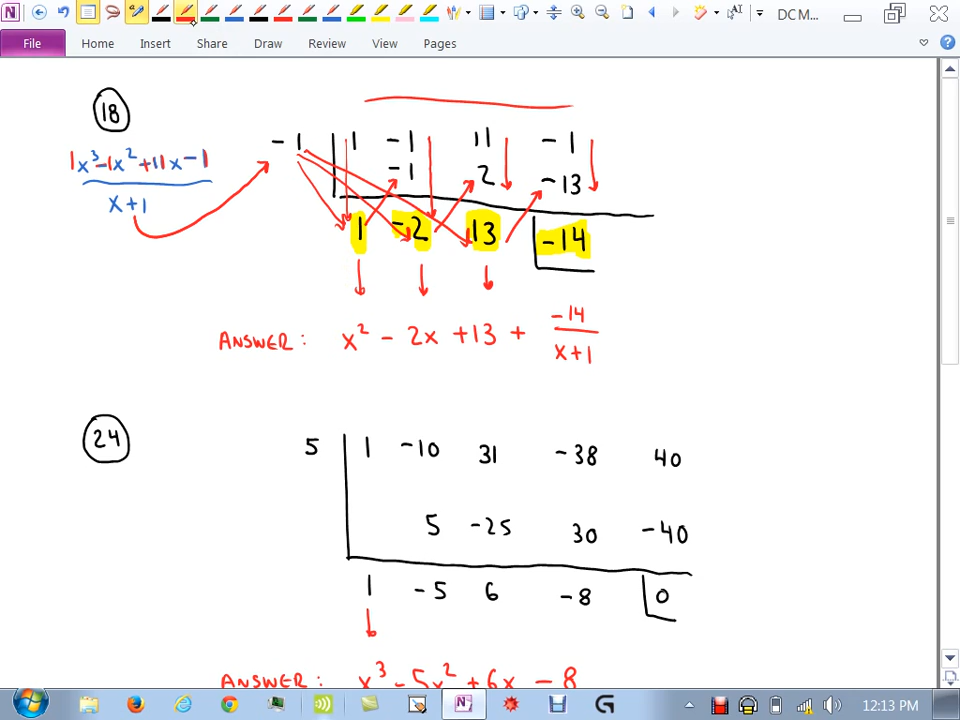 DC M...
File Home Insert Share Draw Review View Pages
18
1x³-1x²+11x-1
x+1
-1 1 -1 11 -1
-1 2 -13
1 -2 13 -14
ANSWER: x² - 2x +13 + -14
x+1
24
5 1 -10 31 -38 40
5 -25 30 -40
1 -5 6 -8 0
ANSWER: x³ - 5x² +6x - 8
12:13 PM